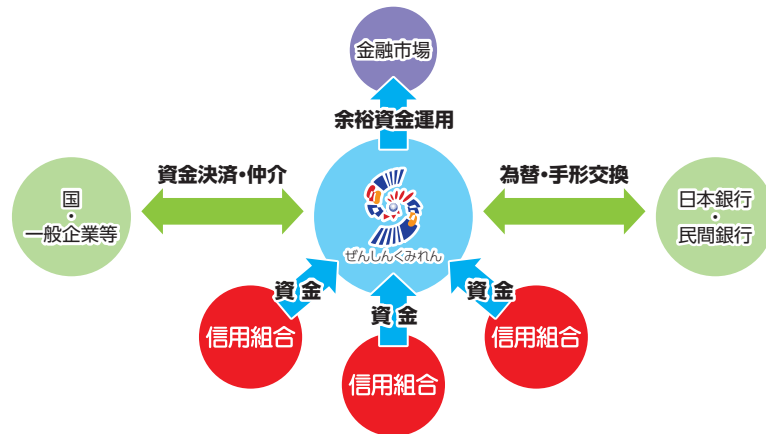 金融市場
余裕資金運用
資金決済・仲介
為替・手形交換
国
・
一般企業等
ぜんしんくみれん
日本銀行
・
民間銀行
資金
資金
資金
信用組合
信用組合
信用組合